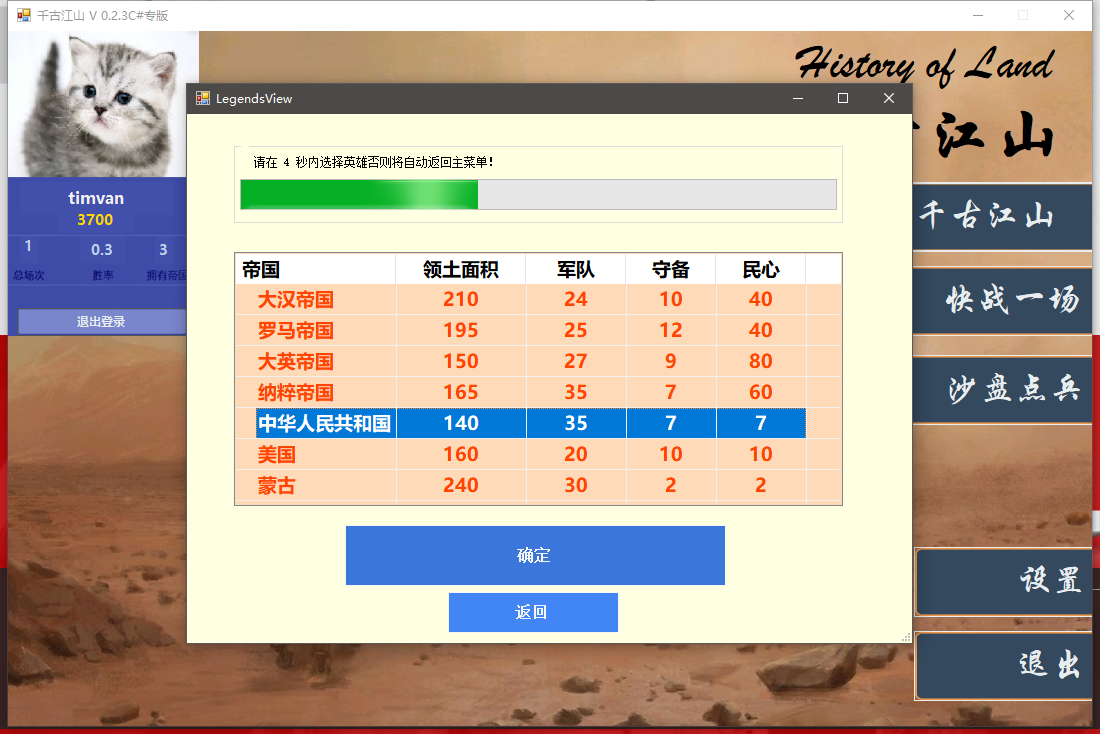 千古江山 V 0.2.3C#专版
History of Land
江山
timvan
3700
1 0.3 3
总场次 胜率 拥有帝国
退出登录
LegendsView
请在 4 秒内选择英雄否则将自动返回主菜单!
帝国 领土面积 军队 守备 民心
大汉帝国 210 24 10 40
罗马帝国 195 25 12 40
大英帝国 150 27 9 80
纳粹帝国 165 35 7 60
中华人民共和国 140 35 7 7
美国 160 20 10 10
蒙古 240 30 2 2
确定
返回
千古江山
快战一场
沙盘点兵
设置
退出